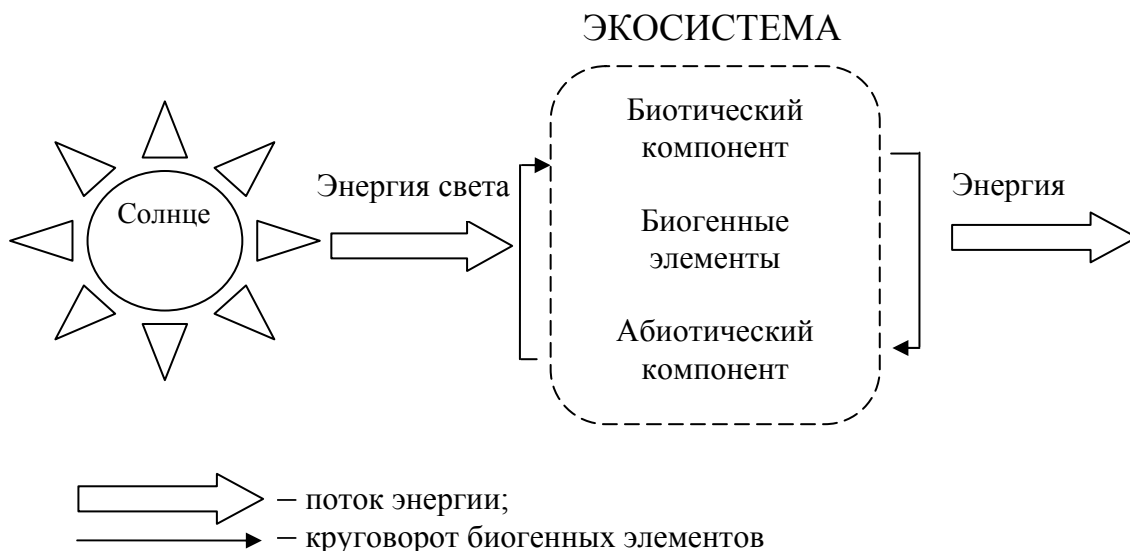 ЭКОСИСТЕМА
Биотический
компонент
Энергия света
Энергия
Солнце
Биогенные
элементы
Абиотический
компонент
– поток энергии;
– круговорот биогенных элементов